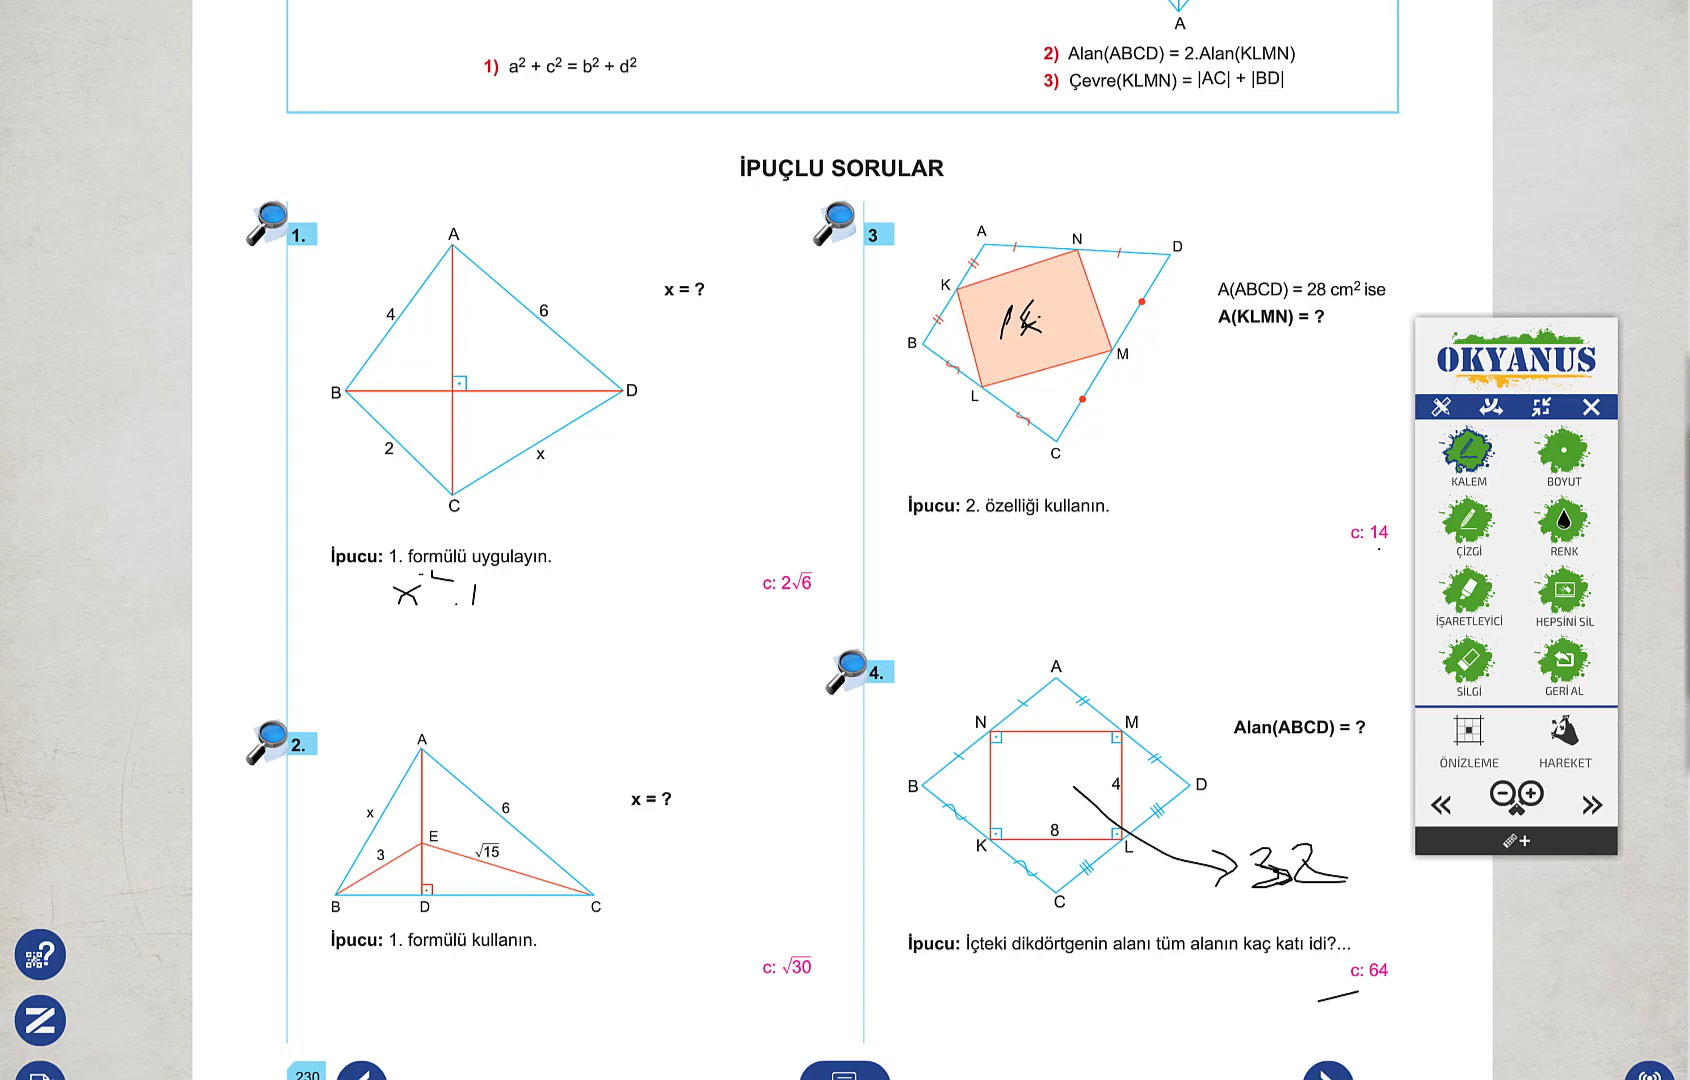 A
1) a² + c² = b² + d²
2) Alan(ABCD) = 2.Alan(KLMN)
3) Çevre(KLMN) = |AC| + |BD|
İPUÇLU SORULAR
1.
A
4
6
B
D
2
x
C
x = ?
İpucu: 1. formülü uygulayın.
c: 2√6
2.
A
x
6
E
3
√15
B
D
C
x = ?
İpucu: 1. formülü kullanın.
c: √30
3
A
N
D
K
B
M
L
C
A(ABCD) = 28 cm² ise
A(KLMN) = ?
İpucu: 2. özelliği kullanın.
c: 14
4.
A
N
M
B
4
D
8
K
L
C
32
Alan(ABCD) = ?
İpucu: İçteki dikdörtgenin alanı tüm alanın kaç katı idi?...
c: 64
230
OKYANUS
KALEM
BOYUT
ÇİZGİ
RENK
İŞARETLEYİCİ
HEPSİNİ SİL
SİLGİ
GERİ AL
ÖNİZLEME
HAREKET